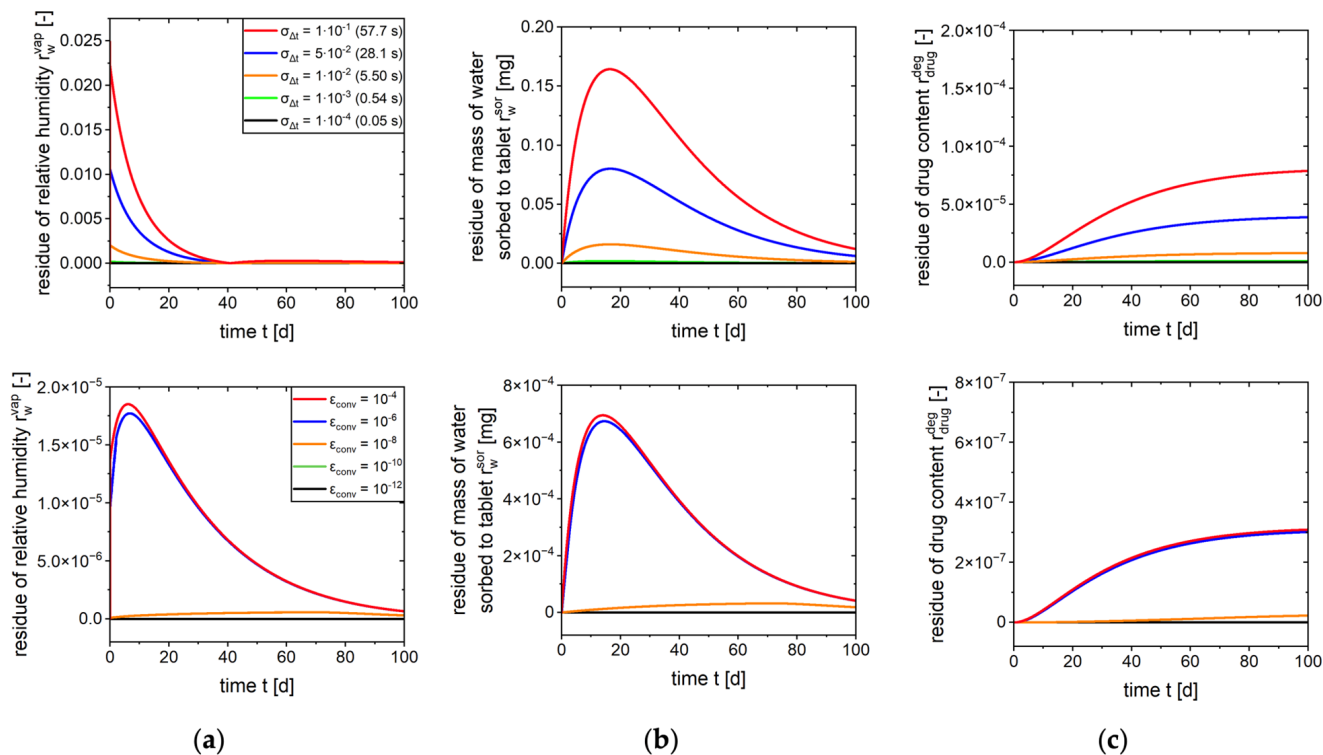 residue of relative humidity r_w^vap [-]
0.025
0.020
0.015
0.010
0.005
0.000
σΔt = 1·10⁻¹ (57.7 s)
σΔt = 5·10⁻² (28.1 s)
σΔt = 1·10⁻² (5.50 s)
σΔt = 1·10⁻³ (0.54 s)
σΔt = 1·10⁻⁴ (0.05 s)
0 20 40 60 80 100
time t [d]
residue of mass of water
sorbed to tablet r_w^sor [mg]
0.20
0.15
0.10
0.05
0.00
0 20 40 60 80 100
time t [d]
residue of drug content r_drug^deg [-]
2.0×10⁻⁴
1.5×10⁻⁴
1.0×10⁻⁴
5.0×10⁻⁵
0.0
0 20 40 60 80 100
time t [d]
residue of relative humidity r_w^vap [-]
2.0×10⁻⁵
1.5×10⁻⁵
1.0×10⁻⁵
5.0×10⁻⁶
0.0
εconv = 10⁻⁴
εconv = 10⁻⁶
εconv = 10⁻⁸
εconv = 10⁻¹⁰
εconv = 10⁻¹²
0 20 40 60 80 100
time t [d]
residue of mass of water
sorbed to tablet r_w^sor [mg]
8×10⁻⁴
6×10⁻⁴
4×10⁻⁴
2×10⁻⁴
0
0 20 40 60 80 100
time t [d]
residue of drug content r_drug^deg [-]
8×10⁻⁷
6×10⁻⁷
4×10⁻⁷
2×10⁻⁷
0
0 20 40 60 80 100
time t [d]
(a)
(b)
(c)